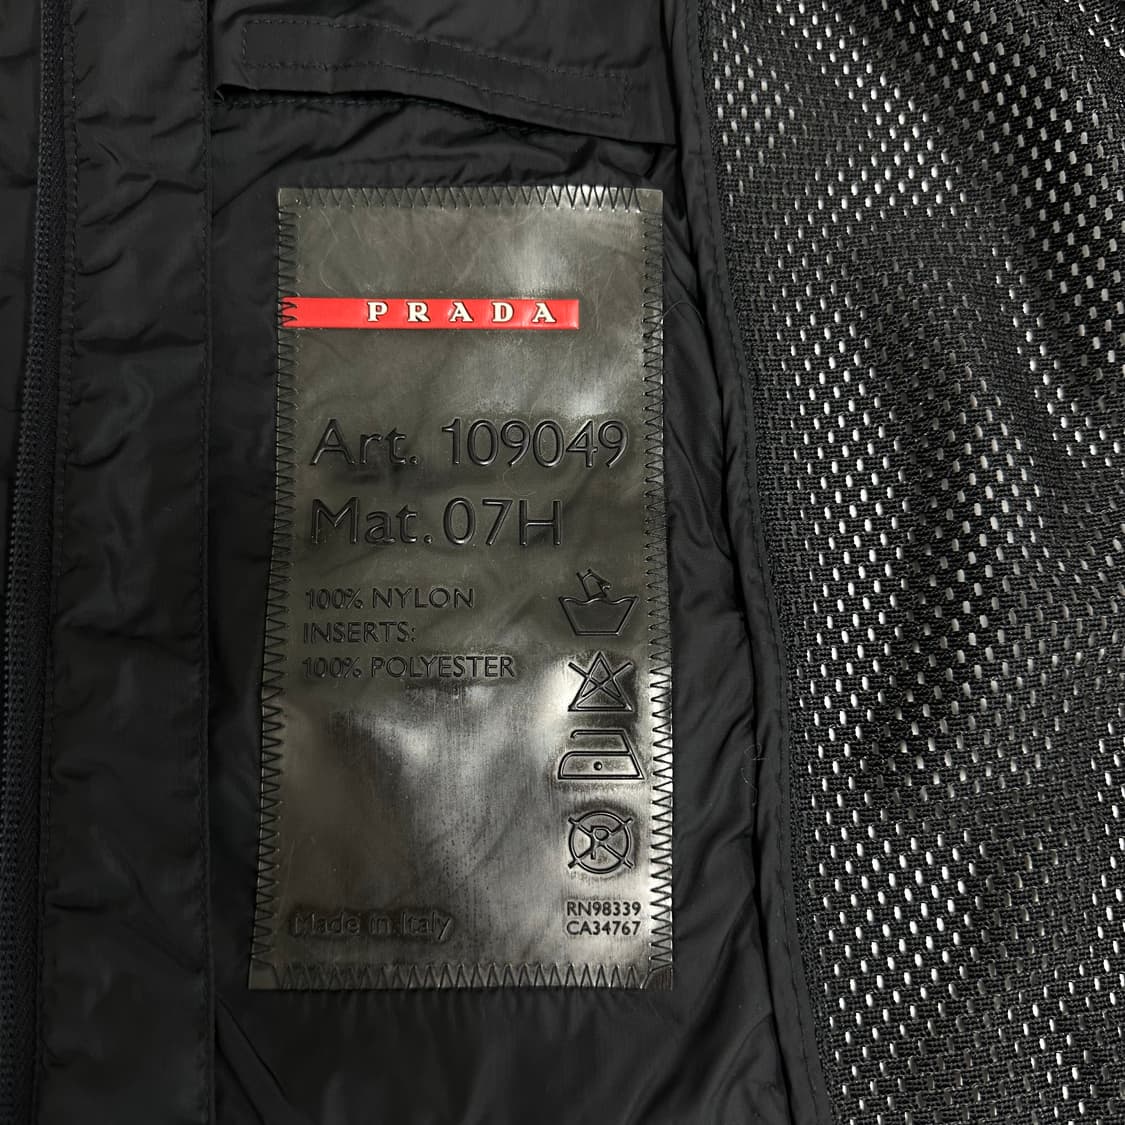 PRADA
Art. 109049
Mat. 07H
100% NYLON
INSERTS:
100% POLYESTER
P
Made in Italy
RN98339
CA34767